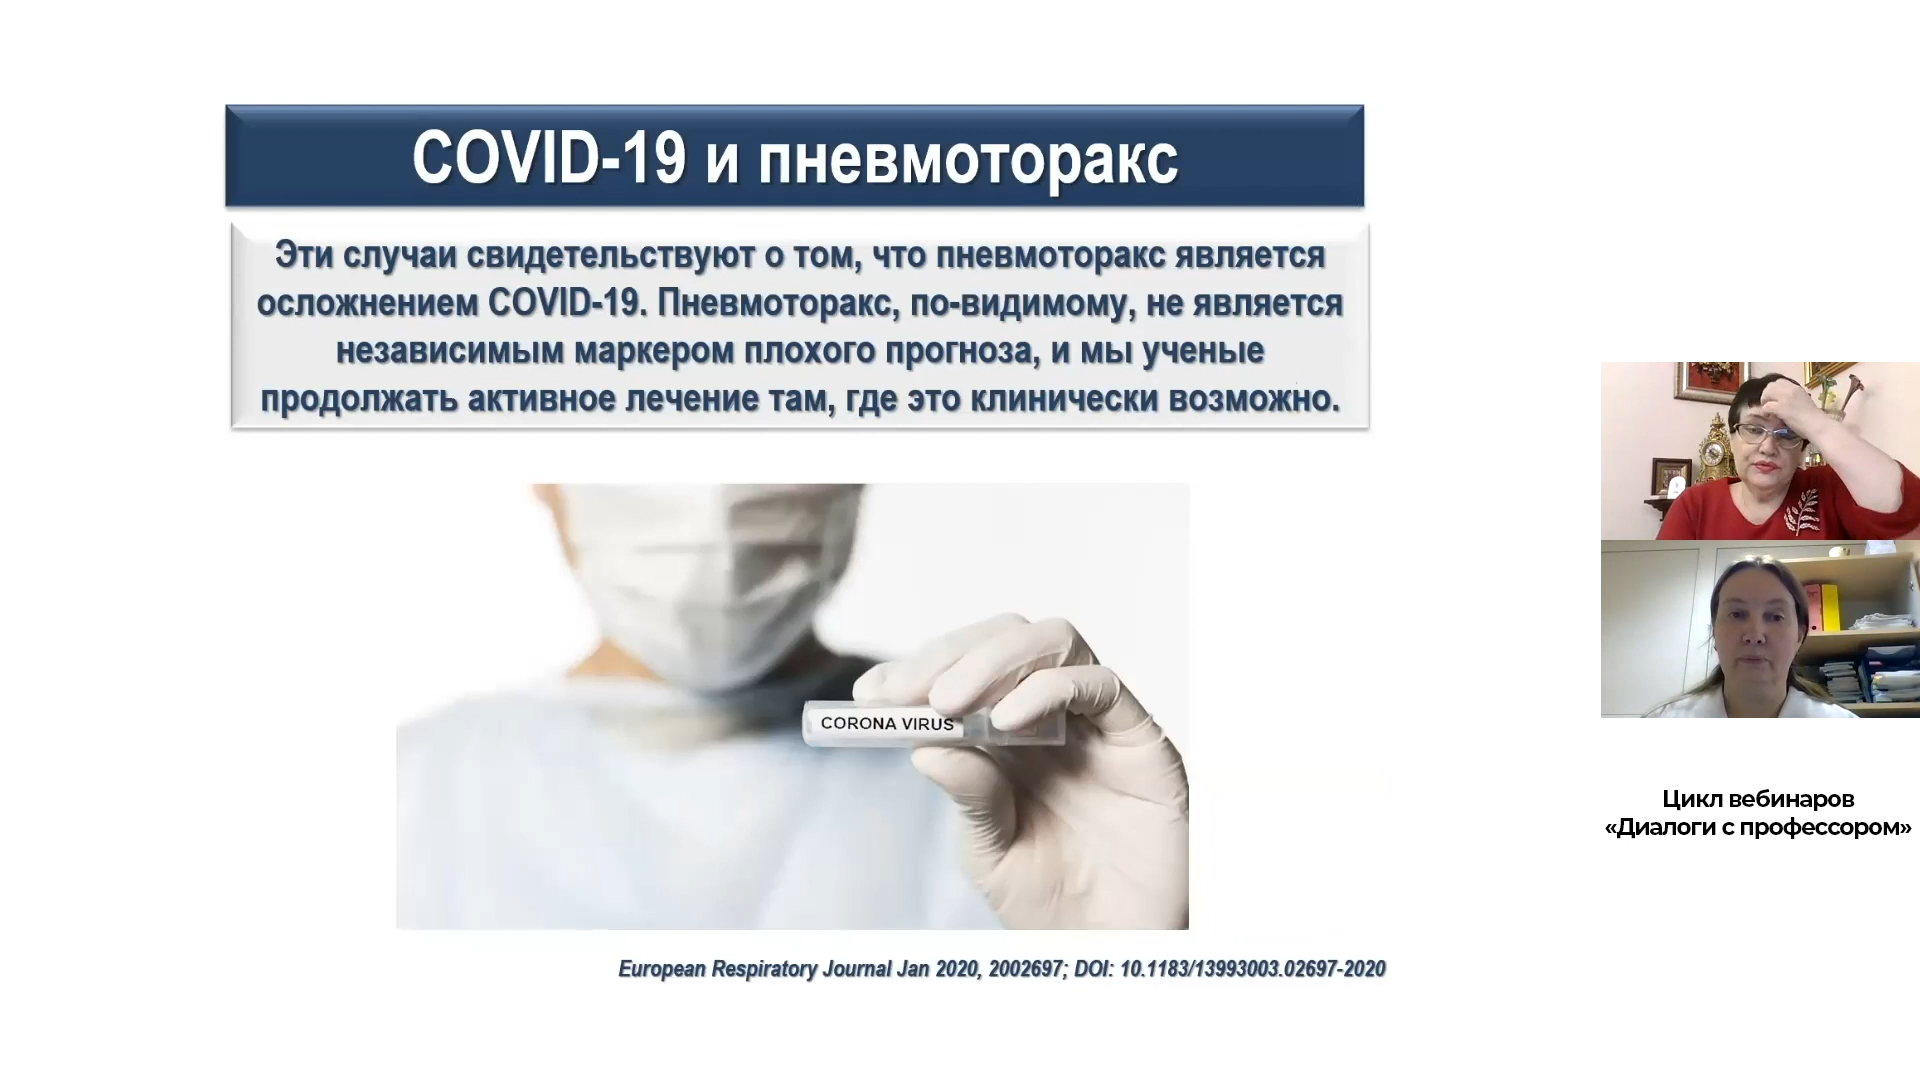 COVID-19 и пневмоторакс
Эти случаи свидетельствуют о том, что пневмоторакс является
осложнением COVID-19. Пневмоторакс, по-видимому, не является
независимым маркером плохого прогноза, и мы ученые
продолжать активное лечение там, где это клинически возможно.
CORONA VIRUS
European Respiratory Journal Jan 2020, 2002697; DOI: 10.1183/13993003.02697-2020
Цикл вебинаров
«Диалоги с профессором»